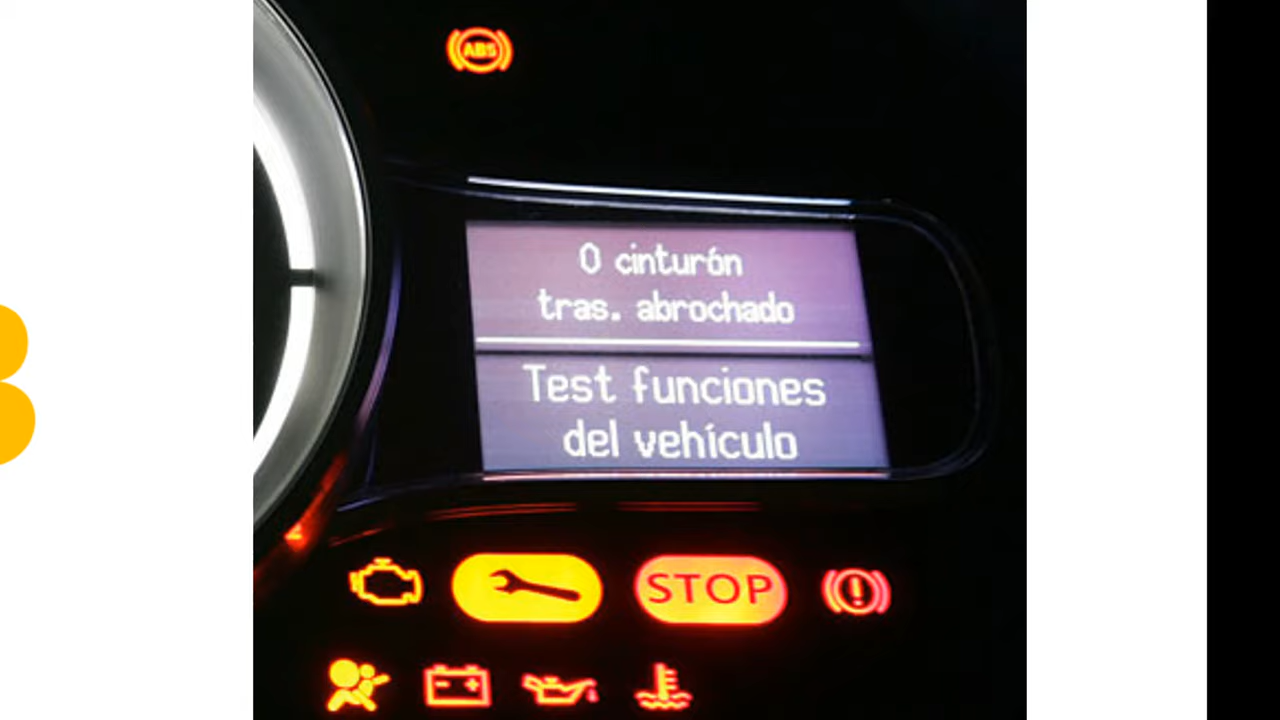 ABS
0 cinturón
tras. abrochado
Test funciones
del vehículo
STOP